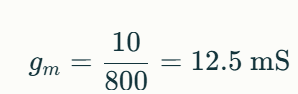 gₘ = 10/800 = 12.5 mS